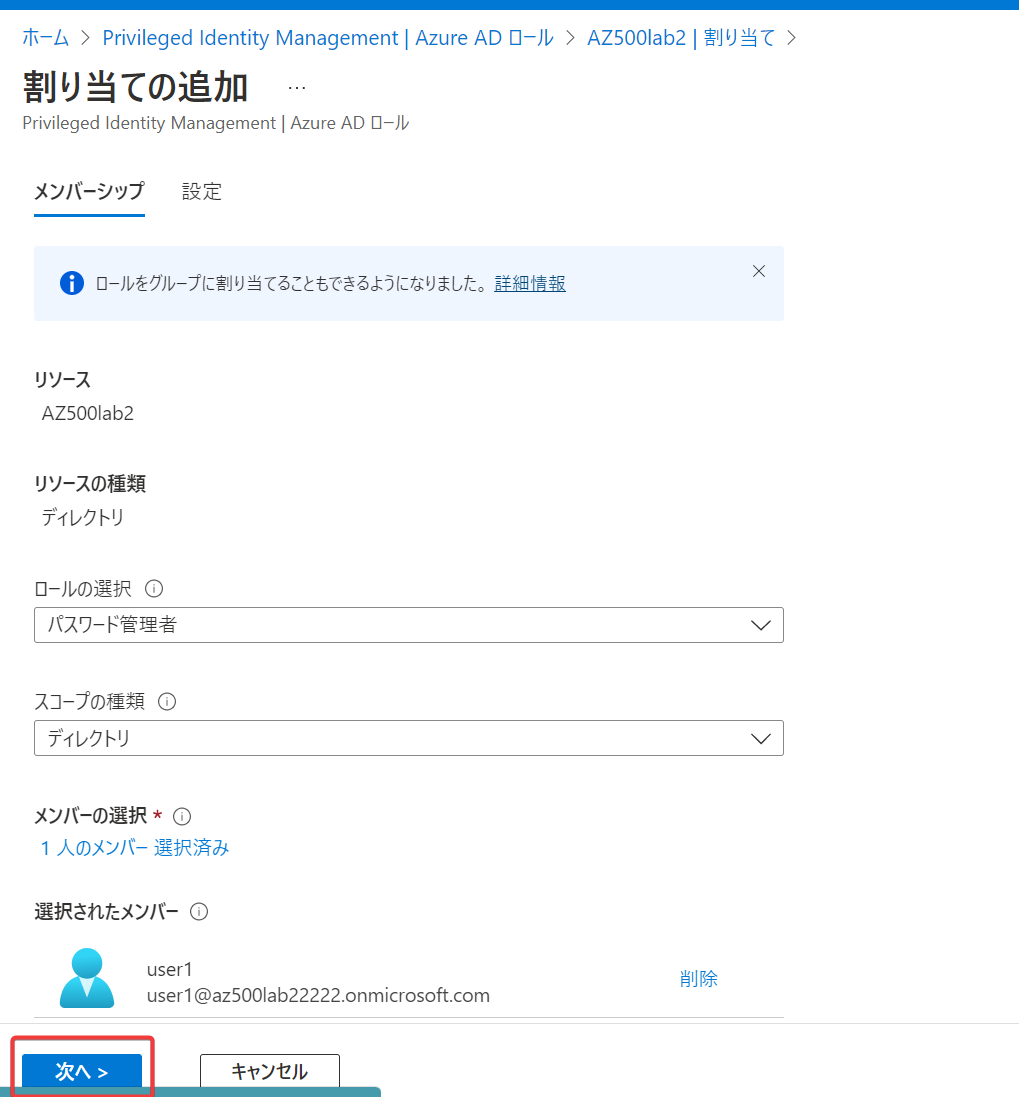 ホーム > Privileged Identity Management | Azure AD ロール > AZ500lab2 | 割り当て >
割り当ての追加 ...
Privileged Identity Management | Azure AD ロール
メンバーシップ 設定
ロールをグループに割り当てることもできるようになりました。 詳細情報
リソース
AZ500lab2
リソースの種類
ディレクトリ
ロールの選択
パスワード管理者
スコープの種類
ディレクトリ
メンバーの選択 *
1 人のメンバー 選択済み
選択されたメンバー
user1
user1@az500lab22222.onmicrosoft.com
削除
次へ > キャンセル